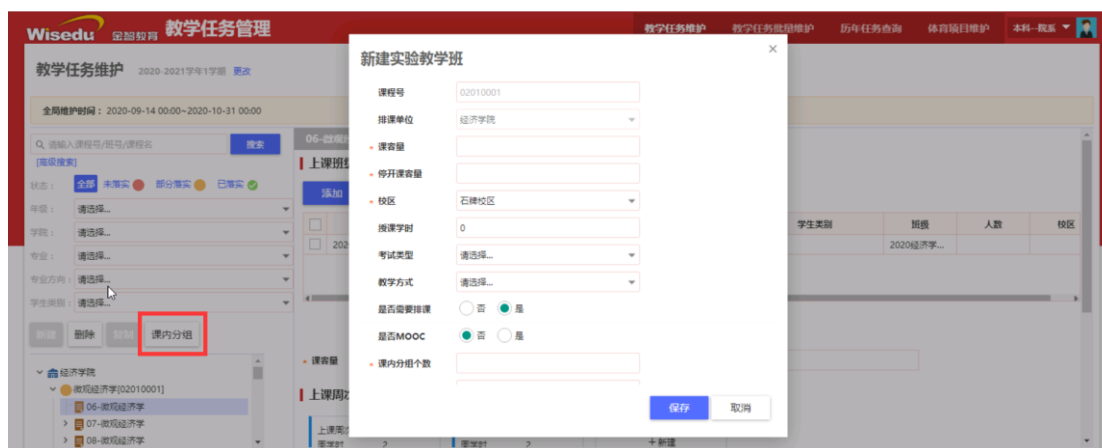 Wisedu 金智教育 教学任务管理
教学任务维护 教学任务批量维护 历年任务查询 体育项目维护 本科--院系
教学任务维护 2020-2021学年1学期 更改
全局维护时间：2020-09-14 00:00~2020-10-31 00:00
请输入课程号/班号/课程名 搜索
[高级搜索]
状态： 全部 未落实 部分落实 已落实
年级： 请选择...
学院： 请选择...
专业： 请选择...
专业方向： 请选择...
学生类别： 请选择...
新建 删除 复制 课内分组
经济学院
微观经济学[02010001]
06-微观经济学
07-微观经济学
08-微观经济学
06-微观
上课班级
添加
学生类别 班级 人数 校区
202 2020经济学...
课容量
上课周次
上课周
周学时 2 周学时 2 + 新建
新建实验教学班 ×
课程号 02010001
排课单位 经济学院
• 课容量
• 停开课容量
• 校区 石牌校区
授课学时 0
考试类型 请选择...
教学方式 请选择...
是否需要排课 否 是
是否MOOC 否 是
• 课内分组个数
保存 取消